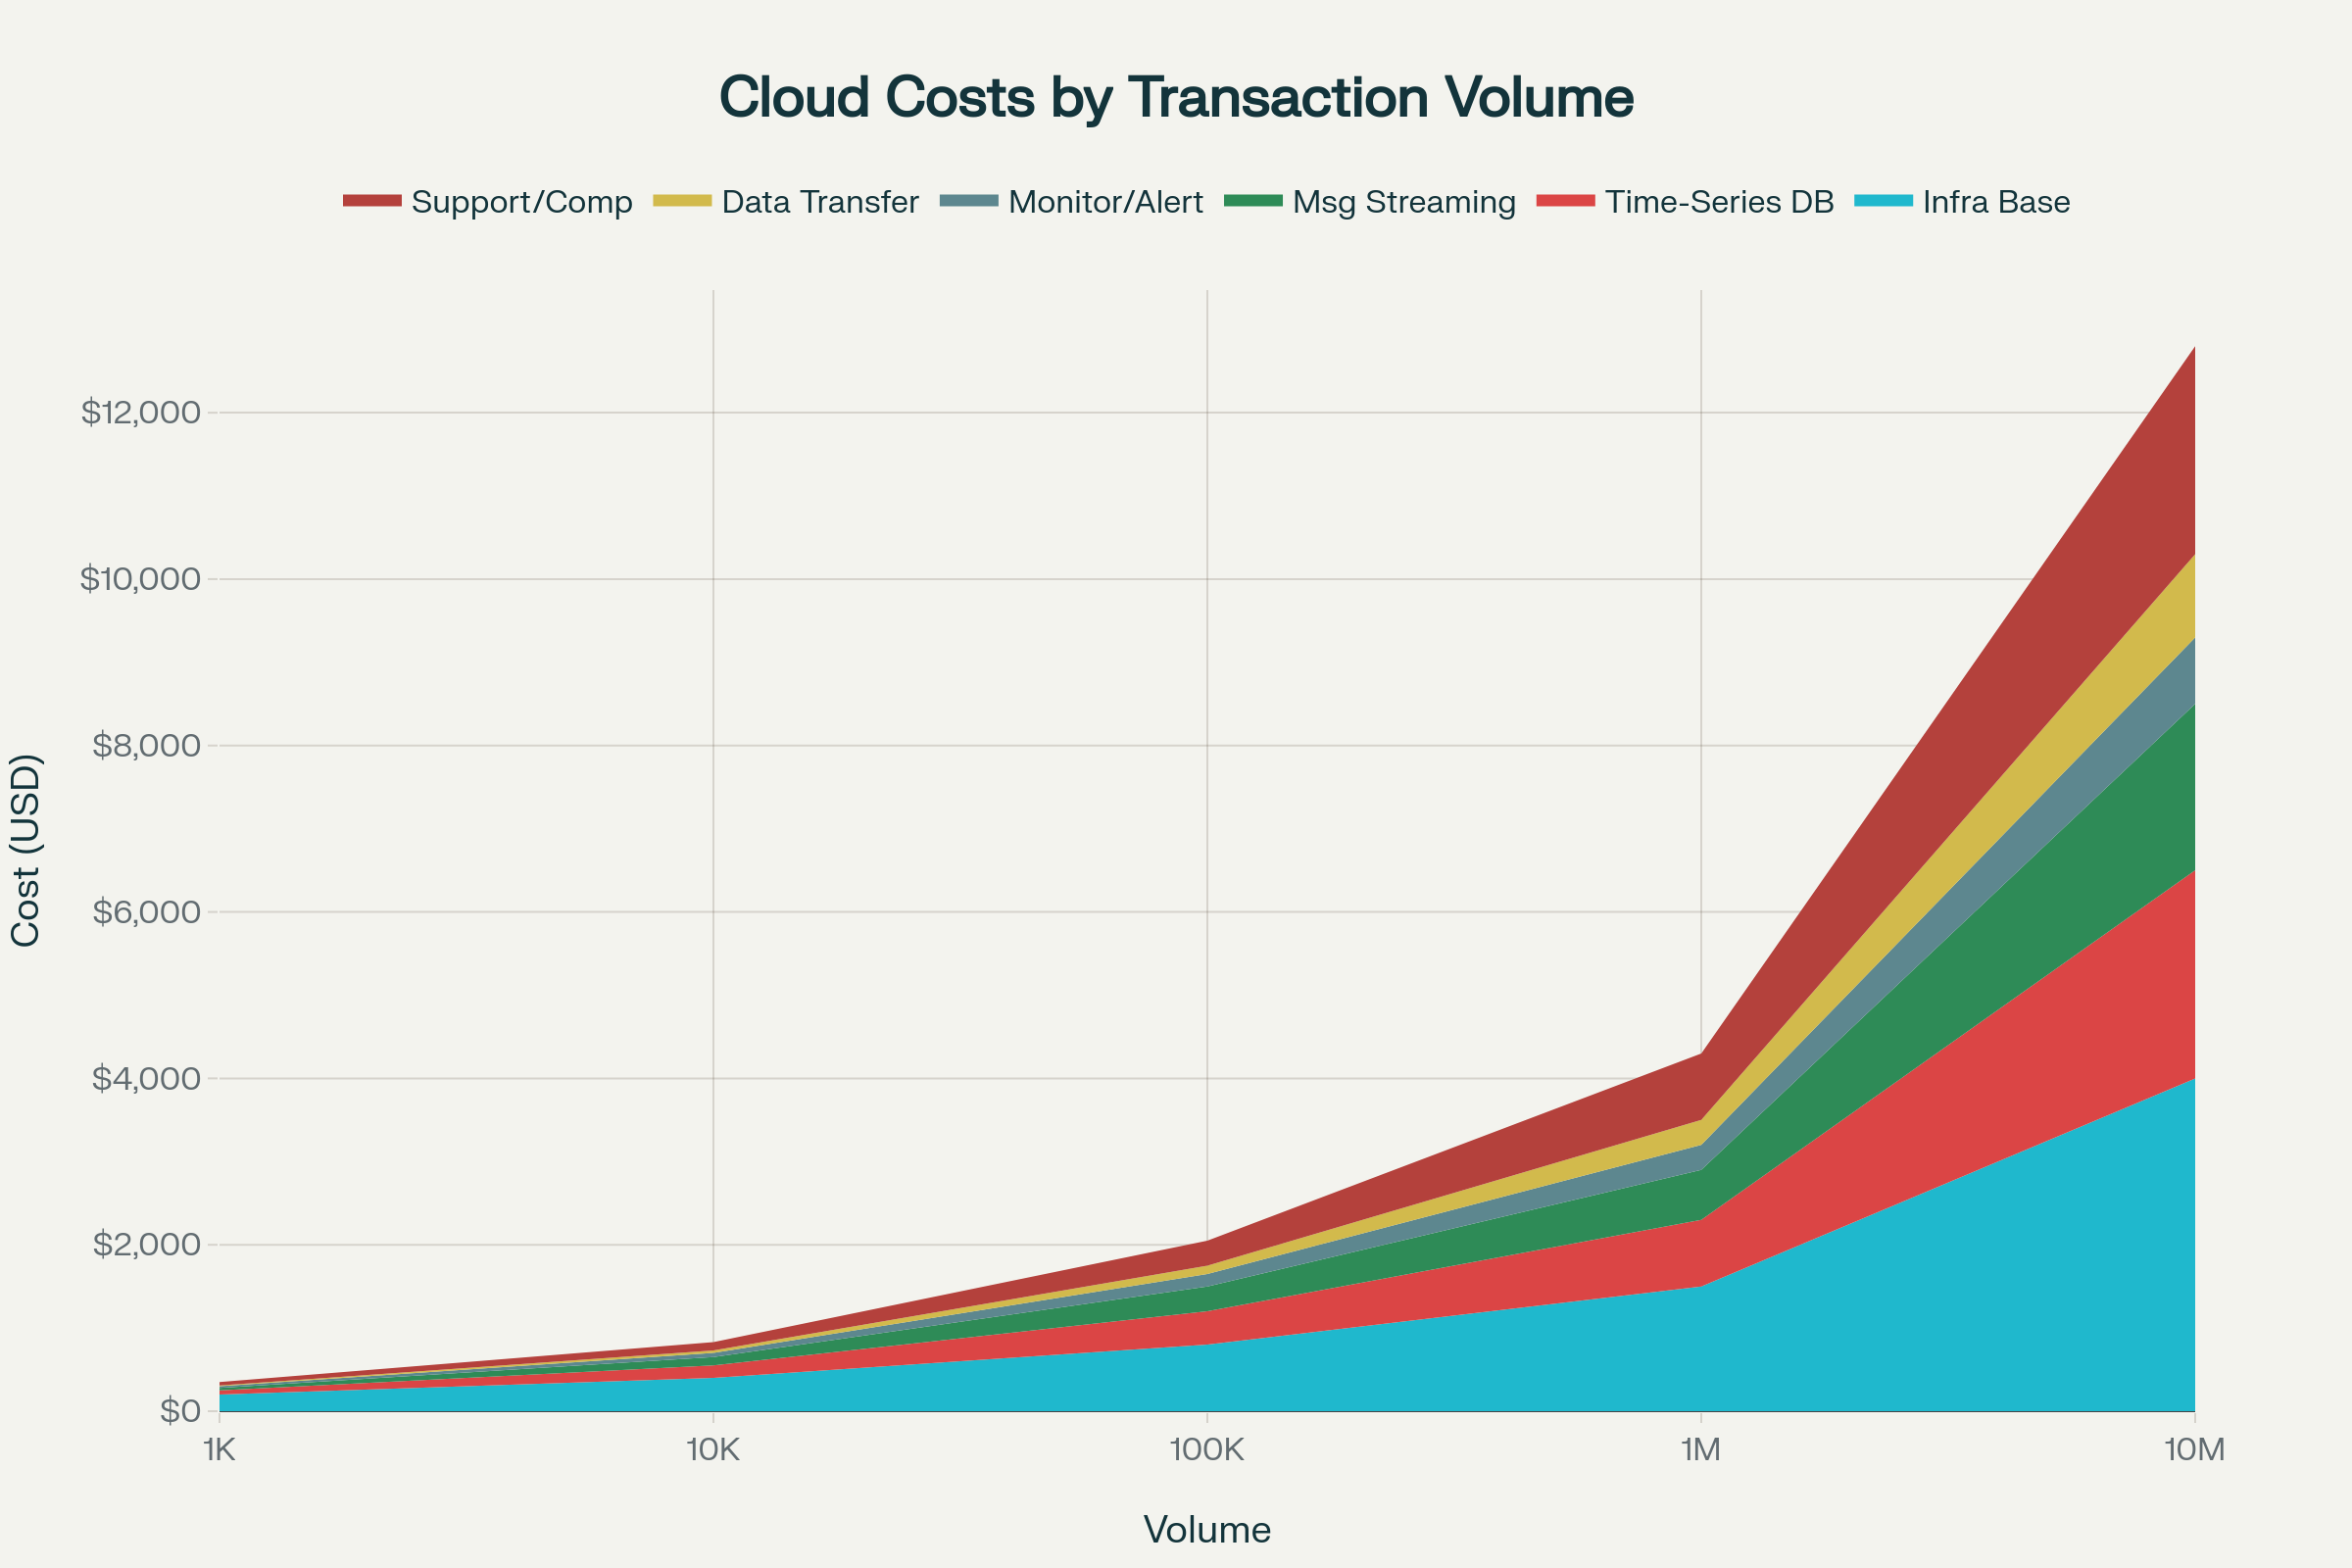 Cloud Costs by Transaction Volume
Support/Comp Data Transfer Monitor/Alert Msg Streaming Time-Series DB Infra Base
Cost (USD)
$12,000
$10,000
$8,000
$6,000
$4,000
$2,000
$0
1K 10K 100K 1M 10M
Volume